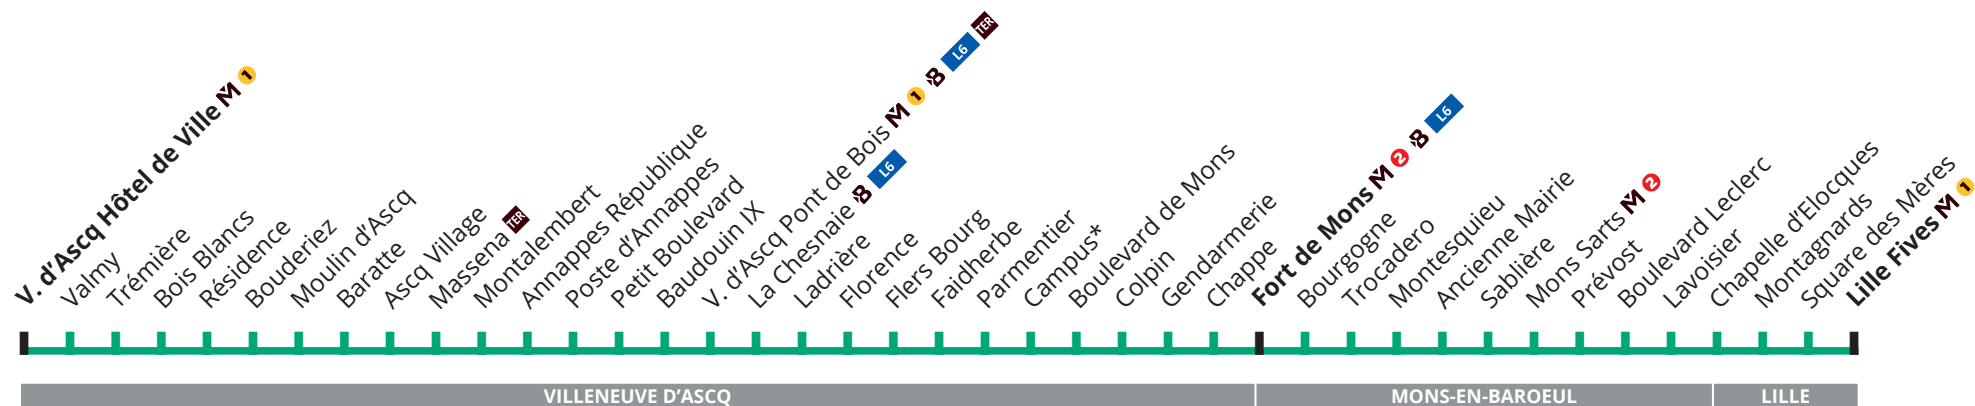 V. d'Ascq Hôtel de Ville M 1
Valmy
Trémière
Bois Blancs
Résidence
Bouderiez
Moulin d'Ascq
Baratte
Ascq Village
Massena TER
Montalembert
Annappes République
Poste d'Annappes
Petit Boulevard
Baudouin IX
V. d'Ascq Pont de Bois M 1 B L6 TER
La Chesnaie B L6
Ladrière
Florence
Flers Bourg
Faidherbe
Parmentier
Campus*
Boulevard de Mons
Colpin
Gendarmerie
Chappe
Fort de Mons M 2 B L6
Bourgogne
Trocadero
Montesquieu
Ancienne Mairie
Sablière
Mons Sarts M 2
Prévost
Boulevard Leclerc
Lavoisier
Chapelle d'Elocques
Montagnards
Square des Mères
Lille Fives M 1
VILLENEUVE D'ASCQ
MONS-EN-BAROEUL
LILLE